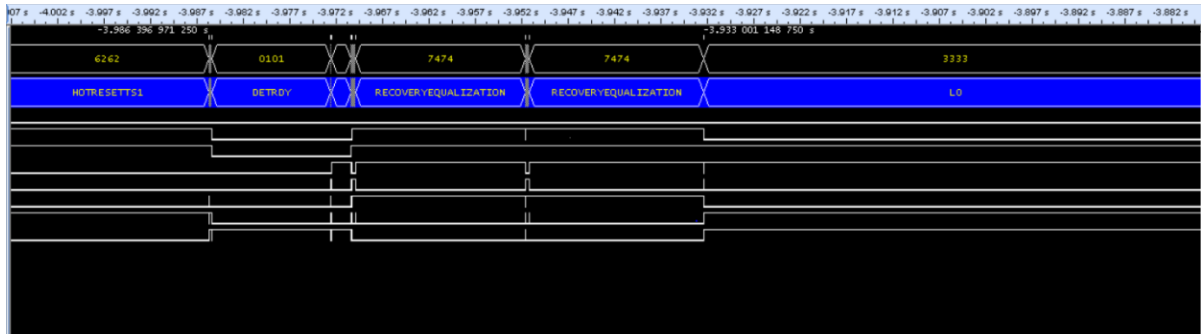 07 s -4.002 s -3.997 s -3.992 s -3.987 s -3.982 s -3.977 s -3.972 s -3.967 s -3.962 s -3.957 s -3.952 s -3.947 s -3.942 s -3.937 s -3.932 s -3.927 s -3.922 s -3.917 s -3.912 s -3.907 s -3.902 s -3.897 s -3.892 s -3.887 s -3.882 s
-3.986 396 971 250 s -3.933 001 148 750 s
6262 0101 7474 7474 3333
HOTRESETTS1 DETRDY RECOVERYEQUALIZATION RECOVERYEQUALIZATION L0